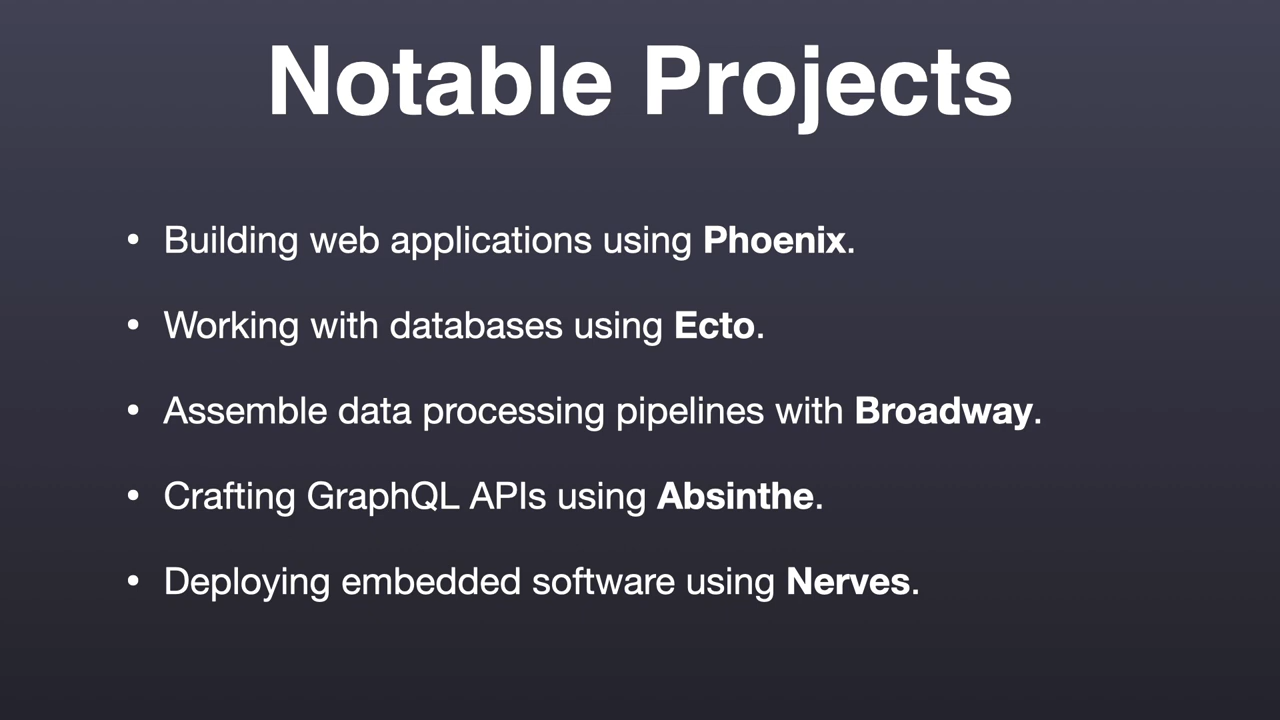 Notable Projects
• Building web applications using Phoenix.
• Working with databases using Ecto.
• Assemble data processing pipelines with Broadway.
• Crafting GraphQL APIs using Absinthe.
• Deploying embedded software using Nerves.